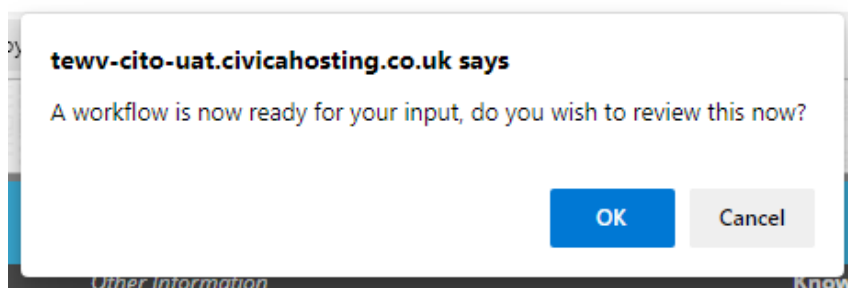 tewv-cito-uat.civicahosting.co.uk says
A workflow is now ready for your input, do you wish to review this now?
OK Cancel
Other Information